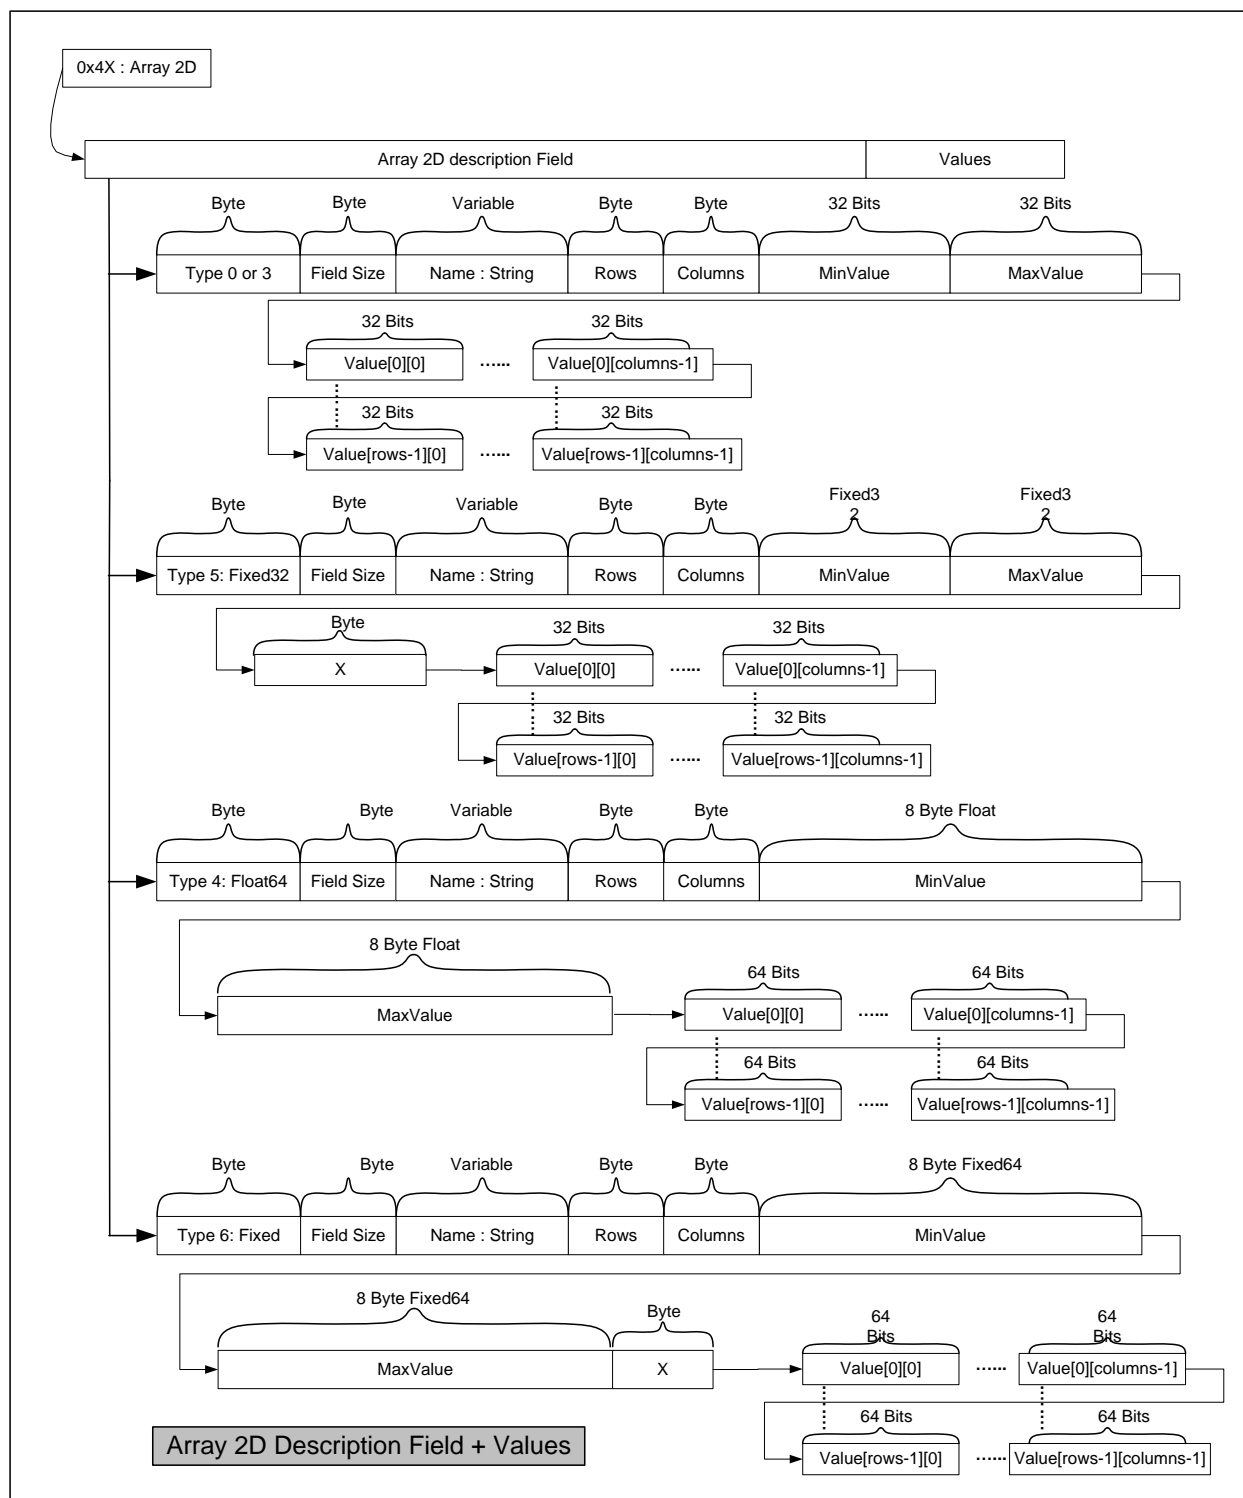 0x4X : Array 2D
Array 2D description Field Values
Byte Byte Variable Byte Byte 32 Bits 32 Bits
Type 0 or 3 Field Size Name : String Rows Columns MinValue MaxValue
32 Bits 32 Bits
Value[0][0] ...... Value[0][columns-1]
32 Bits 32 Bits
Value[rows-1][0] ...... Value[rows-1][columns-1]
Byte Byte Variable Byte Byte Fixed3 Fixed3
2 2
Type 5: Fixed32 Field Size Name : String Rows Columns MinValue MaxValue
Byte 32 Bits 32 Bits
X Value[0][0] ...... Value[0][columns-1]
32 Bits 32 Bits
Value[rows-1][0] ...... Value[rows-1][columns-1]
Byte Byte Variable Byte Byte 8 Byte Float
Type 4: Float64 Field Size Name : String Rows Columns MinValue
8 Byte Float 64 Bits 64 Bits
MaxValue Value[0][0] ...... Value[0][columns-1]
64 Bits 64 Bits
Value[rows-1][0] ...... Value[rows-1][columns-1]
Byte Byte Variable Byte Byte 8 Byte Fixed64
Type 6: Fixed Field Size Name : String Rows Columns MinValue
8 Byte Fixed64 Byte 64 64
Bits Bits
MaxValue X Value[0][0] ...... Value[0][columns-1]
64 Bits 64 Bits
Value[rows-1][0] ...... Value[rows-1][columns-1]
Array 2D Description Field + Values